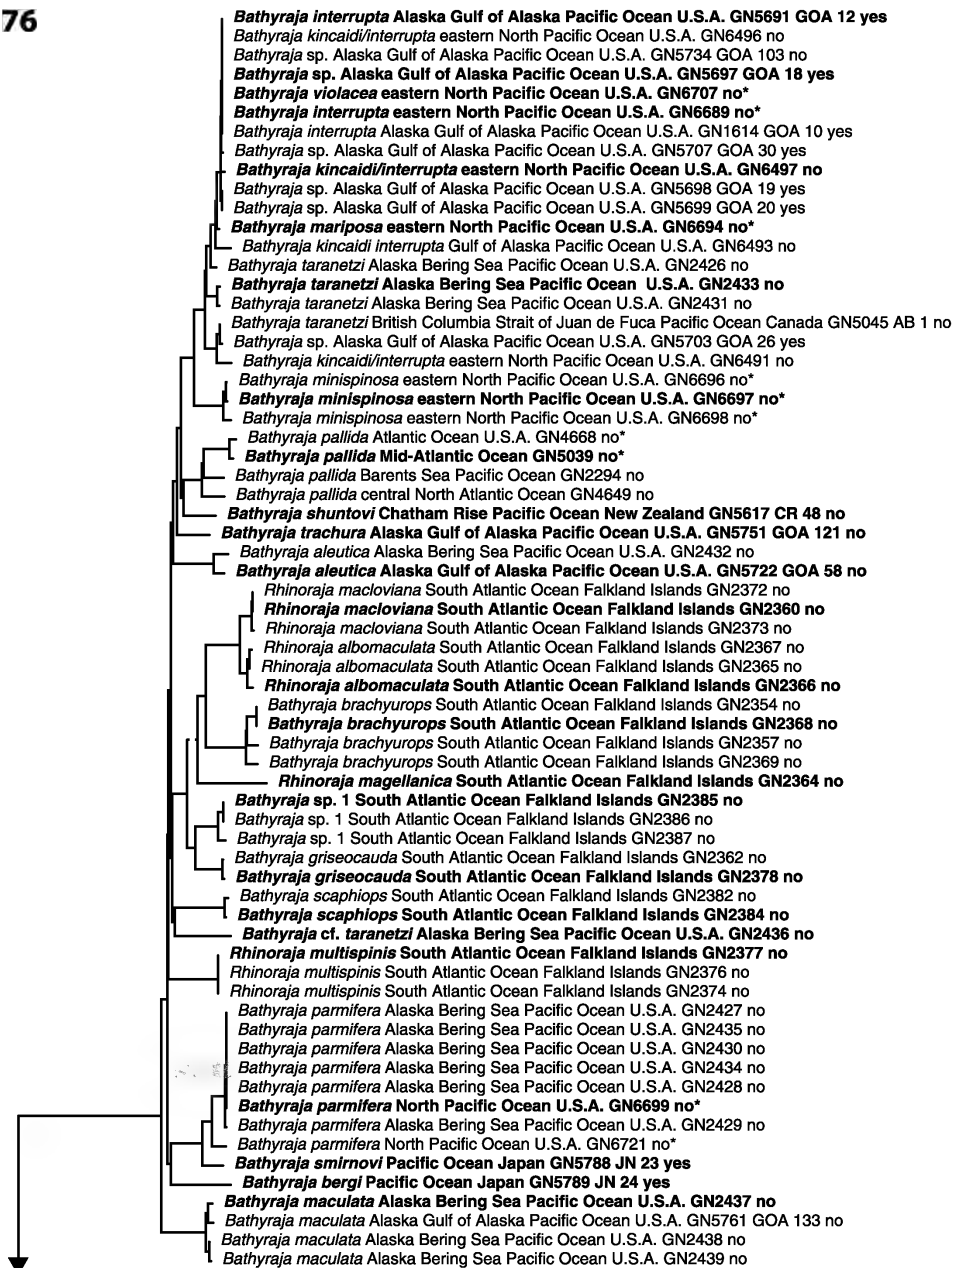 76
Bathyraja interrupta Alaska Gulf of Alaska Pacific Ocean U.S.A. GN5691 GOA 12 yes
Bathyraja kincaidi/interrupta eastern North Pacific Ocean U.S.A. GN6496 no
Bathyraja sp. Alaska Gulf of Alaska Pacific Ocean U.S.A. GN5734 GOA 103 no
Bathyraja sp. Alaska Gulf of Alaska Pacific Ocean U.S.A. GN5697 GOA 18 yes
Bathyraja violacea eastern North Pacific Ocean U.S.A. GN6707 no*
Bathyraja interrupta eastern North Pacific Ocean U.S.A. GN6689 no*
Bathyraja interrupta Alaska Gulf of Alaska Pacific Ocean U.S.A. GN1614 GOA 10 yes
Bathyraja sp. Alaska Gulf of Alaska Pacific Ocean U.S.A. GN5707 GOA 30 yes
Bathyraja kincaidi/interrupta eastern North Pacific Ocean U.S.A. GN6497 no
Bathyraja sp. Alaska Gulf of Alaska Pacific Ocean U.S.A. GN5698 GOA 19 yes
Bathyraja sp. Alaska Gulf of Alaska Pacific Ocean U.S.A. GN5699 GOA 20 yes
Bathyraja mariposa eastern North Pacific Ocean U.S.A. GN6694 no*
Bathyraja kincaidi interrupta Gulf of Alaska Pacific Ocean U.S.A. GN6493 no
Bathyraja taranetzi Alaska Bering Sea Pacific Ocean U.S.A. GN2426 no
Bathyraja taranetzi Alaska Bering Sea Pacific Ocean U.S.A. GN2433 no
Bathyraja taranetzi Alaska Bering Sea Pacific Ocean U.S.A. GN2431 no
Bathyraja taranetzi British Columbia Strait of Juan de Fuca Pacific Ocean Canada GN5045 AB 1 no
Bathyraja sp. Alaska Gulf of Alaska Pacific Ocean U.S.A. GN5703 GOA 26 yes
Bathyraja kincaidi/interrupta eastern North Pacific Ocean U.S.A. GN6491 no
Bathyraja minispinosa eastern North Pacific Ocean U.S.A. GN6696 no*
Bathyraja minispinosa eastern North Pacific Ocean U.S.A. GN6697 no*
Bathyraja minispinosa eastern North Pacific Ocean U.S.A. GN6698 no*
Bathyraja pallida Atlantic Ocean U.S.A. GN4668 no*
Bathyraja pallida Mid-Atlantic Ocean GN5039 no*
Bathyraja pallida Barents Sea Pacific Ocean GN2294 no
Bathyraja pallida central North Atlantic Ocean GN4649 no
Bathyraja shuntovi Chatham Rise Pacific Ocean New Zealand GN5617 CR 48 no
Bathyraja trachura Alaska Gulf of Alaska Pacific Ocean U.S.A. GN5751 GOA 121 no
Bathyraja aleutica Alaska Bering Sea Pacific Ocean U.S.A. GN2432 no
Bathyraja aleutica Alaska Gulf of Alaska Pacific Ocean U.S.A. GN5722 GOA 58 no
Rhinoraja macloviana South Atlantic Ocean Falkland Islands GN2372 no
Rhinoraja macloviana South Atlantic Ocean Falkland Islands GN2360 no
Rhinoraja macloviana South Atlantic Ocean Falkland Islands GN2373 no
Rhinoraja albomaculata South Atlantic Ocean Falkland Islands GN2367 no
Rhinoraja albomaculata South Atlantic Ocean Falkland Islands GN2365 no
Rhinoraja albomaculata South Atlantic Ocean Falkland Islands GN2366 no
Bathyraja brachyurops South Atlantic Ocean Falkland Islands GN2354 no
Bathyraja brachyurops South Atlantic Ocean Falkland Islands GN2368 no
Bathyraja brachyurops South Atlantic Ocean Falkland Islands GN2357 no
Bathyraja brachyurops South Atlantic Ocean Falkland Islands GN2369 no
Rhinoraja magellanica South Atlantic Ocean Falkland Islands GN2364 no
Bathyraja sp. 1 South Atlantic Ocean Falkland Islands GN2385 no
Bathyraja sp. 1 South Atlantic Ocean Falkland Islands GN2386 no
Bathyraja sp. 1 South Atlantic Ocean Falkland Islands GN2387 no
Bathyraja griseocauda South Atlantic Ocean Falkland Islands GN2362 no
Bathyraja griseocauda South Atlantic Ocean Falkland Islands GN2378 no
Bathyraja scaphiops South Atlantic Ocean Falkland Islands GN2382 no
Bathyraja scaphiops South Atlantic Ocean Falkland Islands GN2384 no
Bathyraja cf. taranetzi Alaska Bering Sea Pacific Ocean U.S.A. GN2436 no
Rhinoraja multispinis South Atlantic Ocean Falkland Islands GN2377 no
Rhinoraja multispinis South Atlantic Ocean Falkland Islands GN2376 no
Rhinoraja multispinis South Atlantic Ocean Falkland Islands GN2374 no
Bathyraja parmifera Alaska Bering Sea Pacific Ocean U.S.A. GN2427 no
Bathyraja parmifera Alaska Bering Sea Pacific Ocean U.S.A. GN2435 no
Bathyraja parmifera Alaska Bering Sea Pacific Ocean U.S.A. GN2430 no
Bathyraja parmifera Alaska Bering Sea Pacific Ocean U.S.A. GN2434 no
Bathyraja parmifera Alaska Bering Sea Pacific Ocean U.S.A. GN2428 no
Bathyraja parmifera North Pacific Ocean U.S.A. GN6699 no*
Bathyraja parmifera Alaska Bering Sea Pacific Ocean U.S.A. GN2429 no
Bathyraja parmifera North Pacific Ocean U.S.A. GN6721 no*
Bathyraja smirnovi Pacific Ocean Japan GN5788 JN 23 yes
Bathyraja bergi Pacific Ocean Japan GN5789 JN 24 yes
Bathyraja maculata Alaska Bering Sea Pacific Ocean U.S.A. GN2437 no
Bathyraja maculata Alaska Gulf of Alaska Pacific Ocean U.S.A. GN5761 GOA 133 no
Bathyraja maculata Alaska Bering Sea Pacific Ocean U.S.A. GN2438 no
Bathyraja maculata Alaska Bering Sea Pacific Ocean U.S.A. GN2439 no